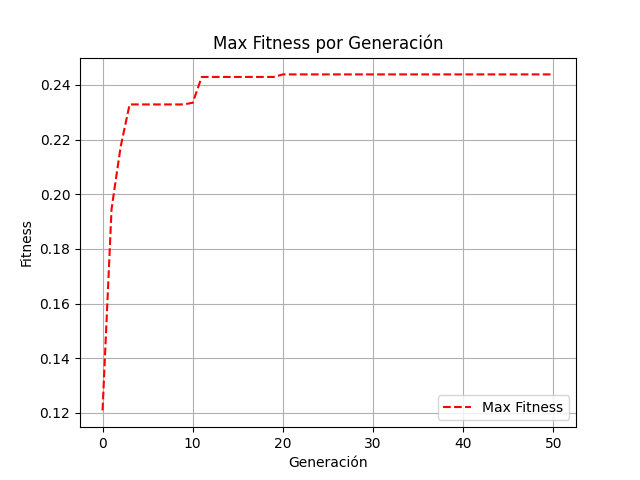 Max Fitness por Generación
Fitness
0.24
0.22
0.20
0.18
0.16
0.14
0.12
Max Fitness
0 10 20 30 40 50
Generación